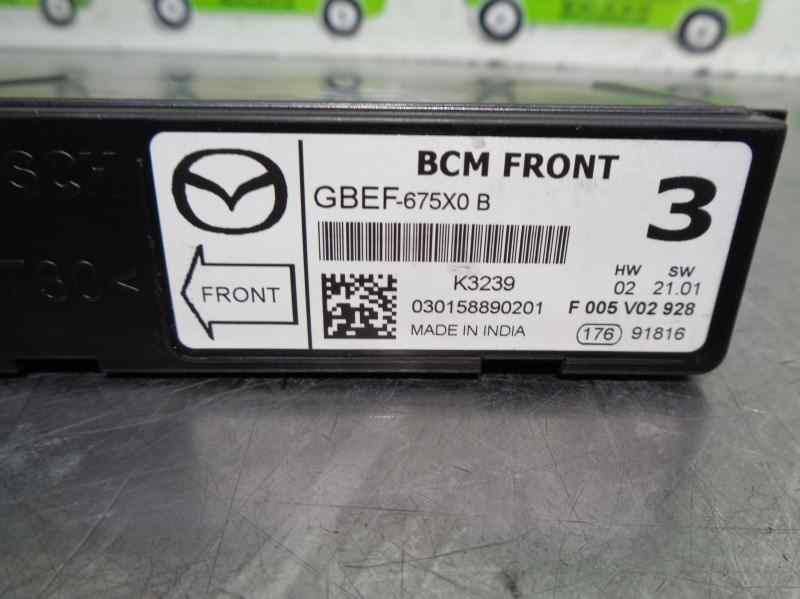 BCM FRONT
GBEF-675X0 B
3
FRONT
K3239
030158890201
MADE IN INDIA
HW SW
02 21.01
F 005 V02 928
176 91816